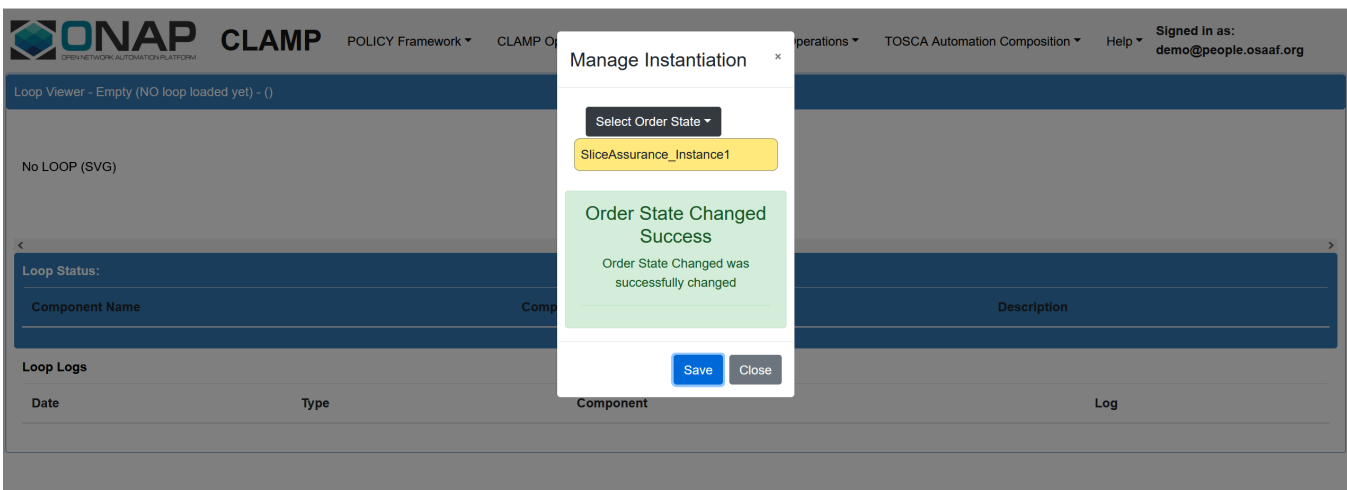 ONAP
OPEN NETWORK AUTOMATION PLATFORM
CLAMP
POLICY Framework
CLAMP Op
perations
TOSCA Automation Composition
Help
Signed in as:
demo@people.osaaf.org
Manage Instantiation ×
Loop Viewer - Empty (NO loop loaded yet) - ()
Select Order State
SliceAssurance_Instance1
No LOOP (SVG)
Order State Changed
Success
Order State Changed was
successfully changed
Loop Status:
Component Name Comp Description
Save Close
Loop Logs
Date Type Component Log